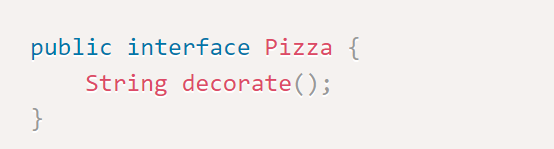 public interface Pizza {
    String decorate();
}